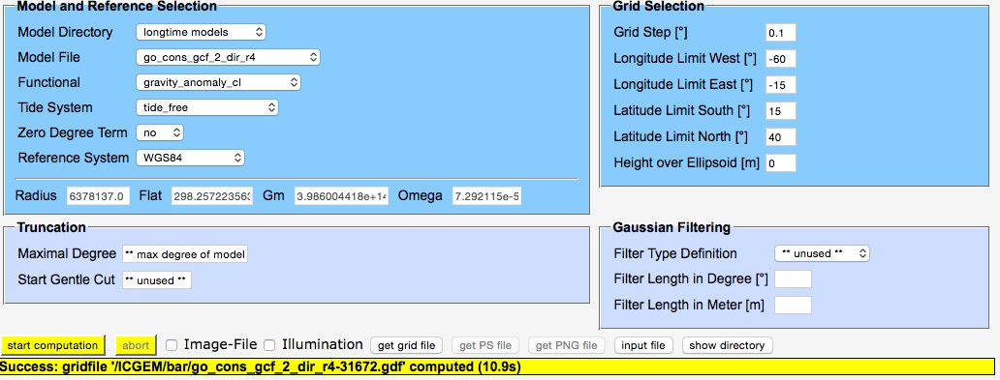 Model and Reference Selection
Model Directory longtime models
Model File go_cons_gcf_2_dir_r4
Functional gravity_anomaly_cl
Tide System tide_free
Zero Degree Term no
Reference System WGS84
Radius 6378137.0 Flat 298.257223563 Gm 3.986004418e+14 Omega 7.292115e-5
Grid Selection
Grid Step [°] 0.1
Longitude Limit West [°] -60
Longitude Limit East [°] -15
Latitude Limit South [°] 15
Latitude Limit North [°] 40
Height over Ellipsoid [m] 0
Truncation
Maximal Degree ** max degree of model
Start Gentle Cut ** unused **
Gaussian Filtering
Filter Type Definition ** unused **
Filter Length in Degree [°]
Filter Length in Meter [m]
start computation abort Image-File Illumination get grid file get PS file get PNG file input file show directory
Success: gridfile '/ICGEM/bar/go_cons_gcf_2_dir_r4-31672.gdf' computed (10.9s)